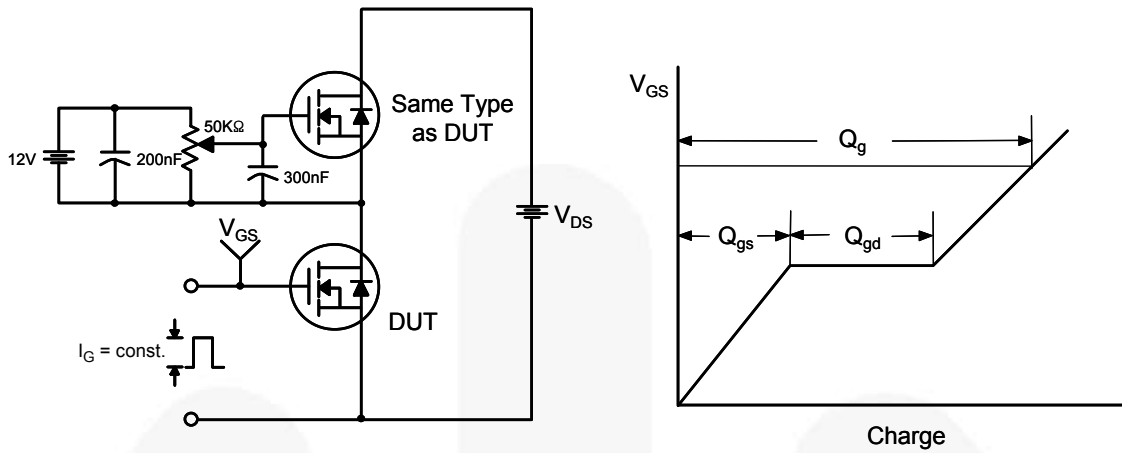 12V
200nF
50KΩ
300nF
Same Type
as DUT
V_GS
DUT
I_G = const.
V_DS
V_GS
Q_g
Q_gs
Q_gd
Charge